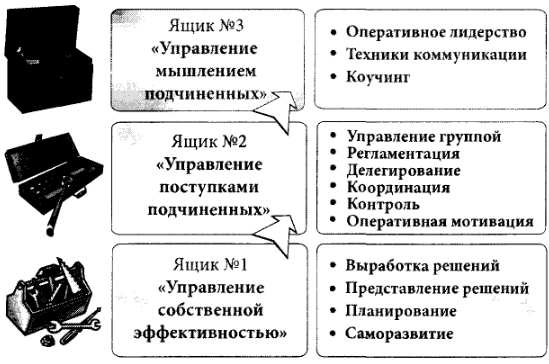 Ящик №3
«Управление
мышлением
подчиненных»
• Оперативное лидерство
• Техники коммуникации
• Коучинг
Ящик №2
«Управление
поступками
подчиненных»
• Управление группой
• Регламентация
• Делегирование
• Координация
• Контроль
• Оперативная мотивация
Ящик №1
«Управление
собственной
эффективностью»
• Выработка решений
• Представление решений
• Планирование
• Саморазвитие